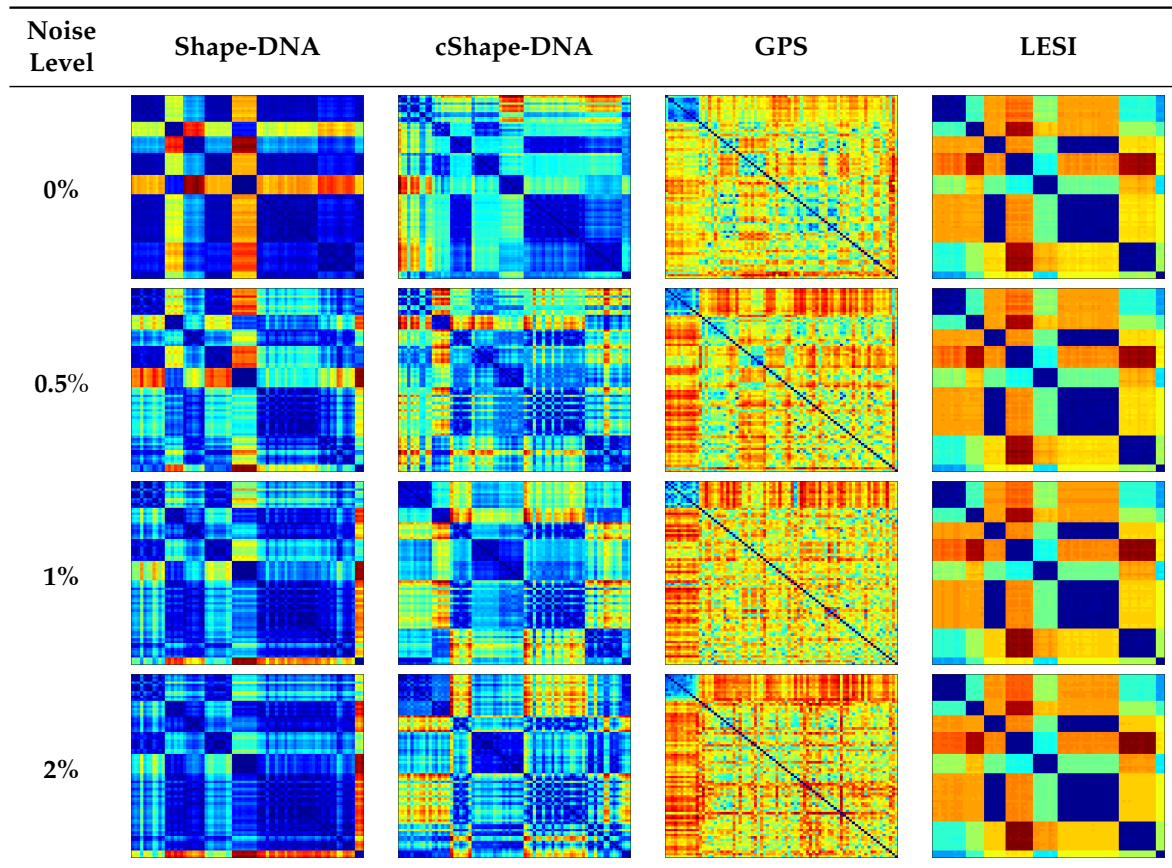 Noise Level
Shape-DNA
cShape-DNA
GPS
LESI
0%
0.5%
1%
2%